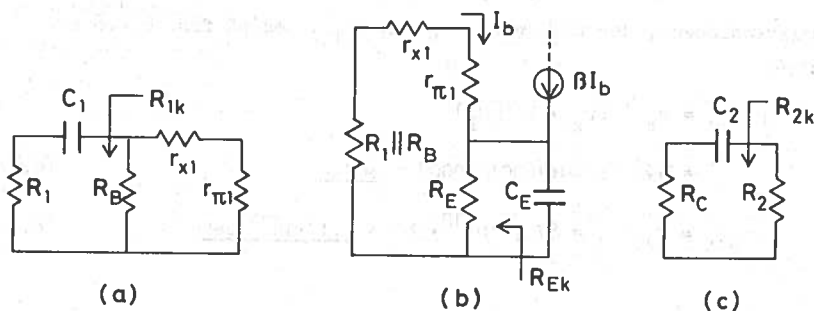 C1
R1k
R1
RB
rx1
rπ1
(a)
rx1
Ib
rπ1
βIb
R1||RB
RE
CE
REk
(b)
C2
R2k
RC
R2
(c)